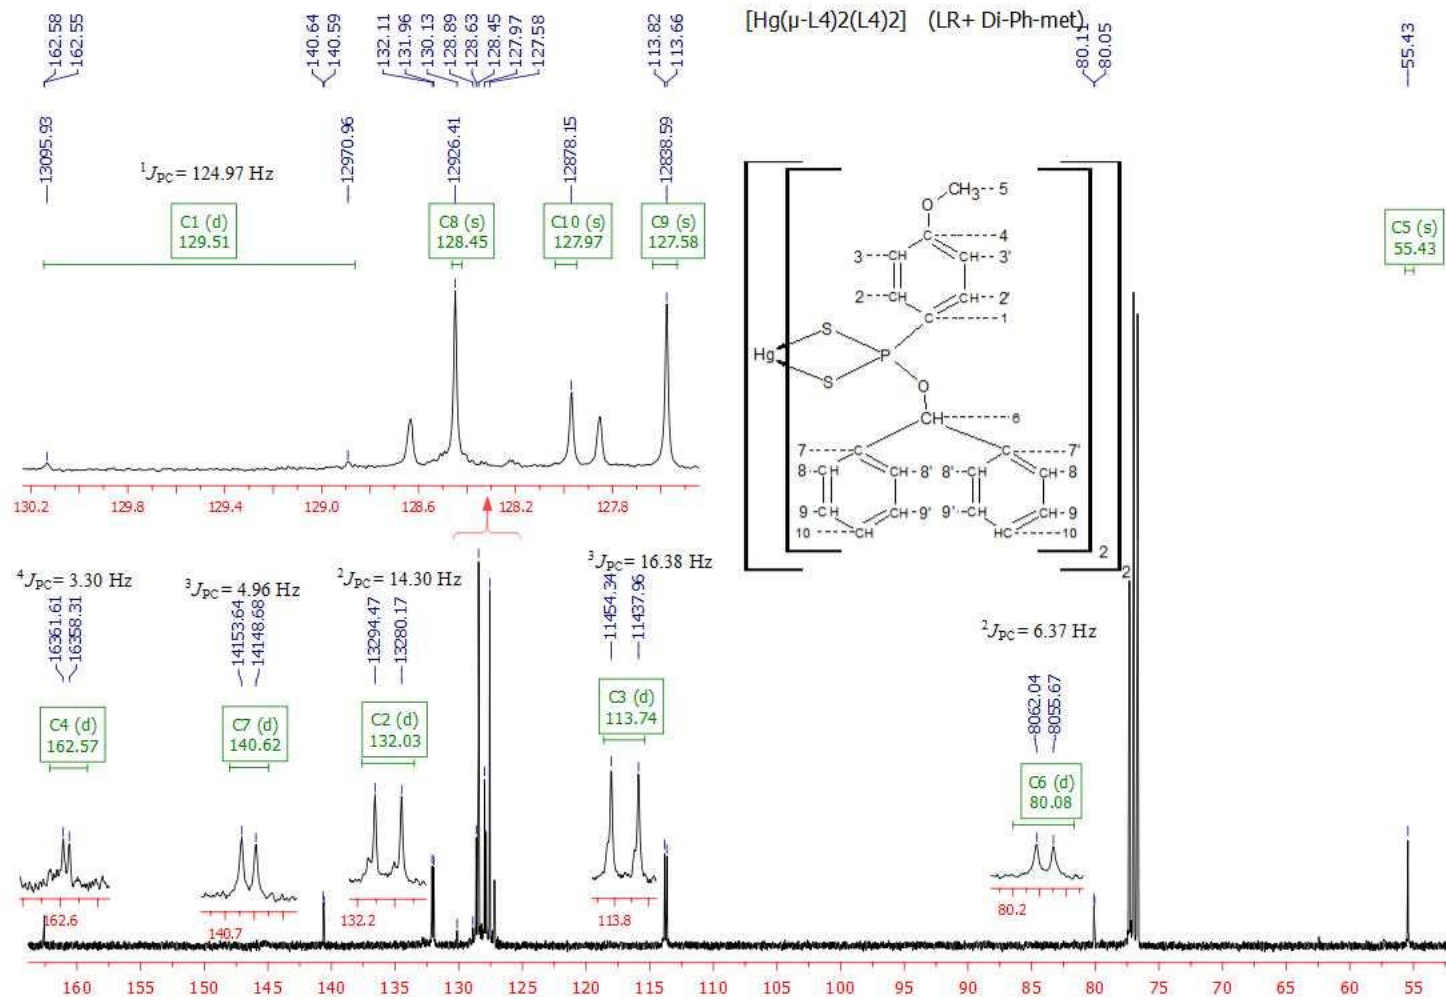 [Hg(µ-L4)2(L4)2] (LR+ Di-Ph-met)
162.58
162.55
140.64
140.59
132.11
131.96
130.13
128.89
128.63
128.45
127.97
127.58
113.82
113.66
80.11
80.05
55.43
13095.93
12970.96
12926.41
12878.15
12838.59
1JPC = 124.97 Hz
C1 (d)
129.51
C8 (s)
128.45
C10 (s)
127.97
C9 (s)
127.58
C5 (s)
55.43
130.2 129.8 129.4 129.0 128.6 128.2 127.8
CH3 5
O
C 4
3 CH CH 3'
2 CH CH 2'
C 1
S
Hg P
S O
CH 6
7 C C 7'
8 CH CH 8' 8' CH CH 8
9 CH CH 9' 9' CH CH 9
10 CH HC 10
2
2
4JPC = 3.30 Hz
3JPC = 4.96 Hz
2JPC = 14.30 Hz
3JPC = 16.38 Hz
2JPC = 6.37 Hz
16361.61
16358.31
14153.64
14148.68
13294.47
13280.17
11454.34
11437.96
8062.04
8055.67
C4 (d)
162.57
C7 (d)
140.62
C2 (d)
132.03
C3 (d)
113.74
C6 (d)
80.08
162.6
140.7
132.2
113.8
80.2
160 155 150 145 140 135 130 125 120 115 110 105 100 95 90 85 80 75 70 65 60 55